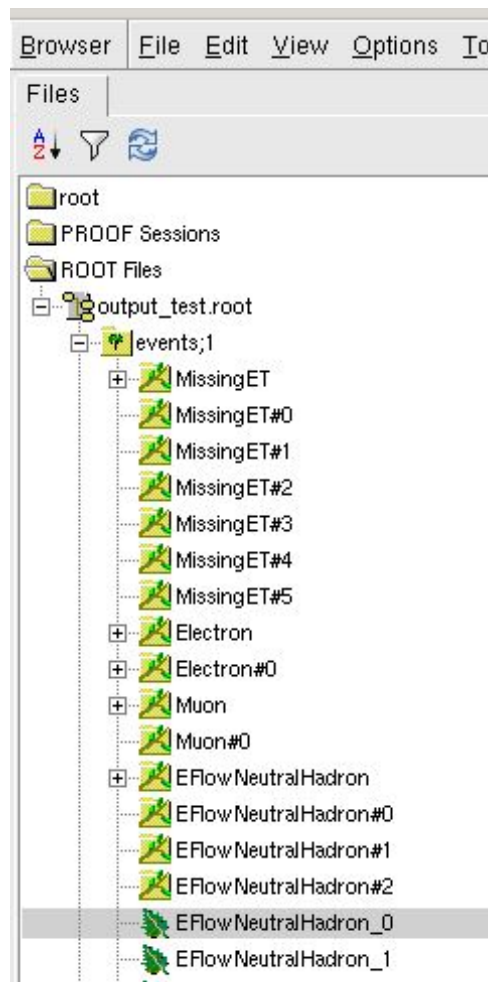 Browser File Edit View Options To
Files
root
PROOF Sessions
ROOT Files
output_test.root
events;1
MissingET
MissingET#0
MissingET#1
MissingET#2
MissingET#3
MissingET#4
MissingET#5
Electron
Electron#0
Muon
Muon#0
EFlowNeutralHadron
EFlowNeutralHadron#0
EFlowNeutralHadron#1
EFlowNeutralHadron#2
EFlowNeutralHadron_0
EFlowNeutralHadron_1